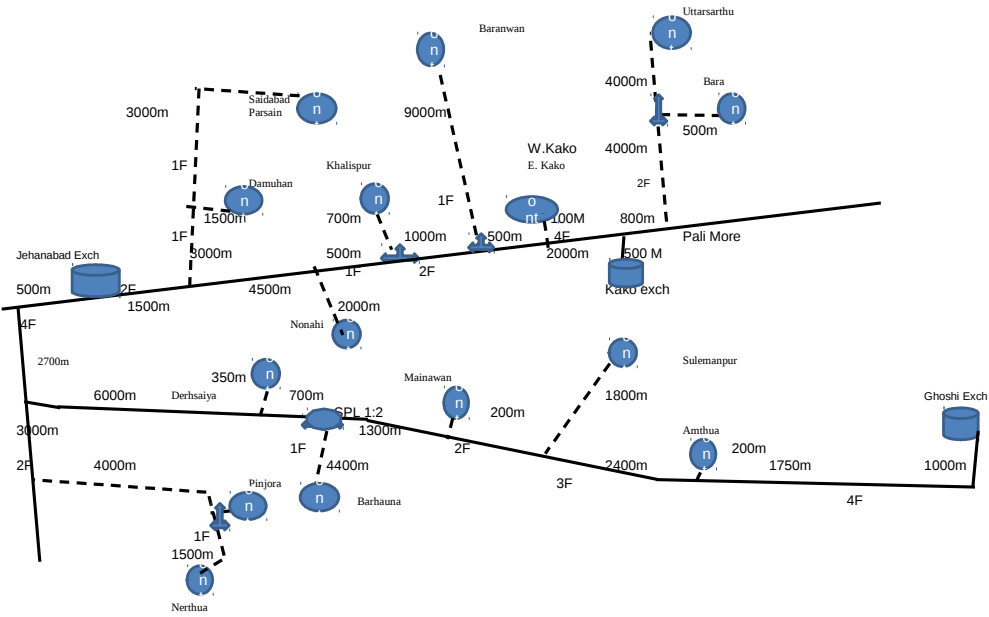 Uttarsarthu
Baranwan
o
n
o
n
4000m
Bara
Saidabad
Parsain
3000m
o
n
9000m
o
n
500m
W.Kako
4000m
Khalispur
E. Kako
1F
Damuhan
2F
o
n
o
n
1F
o
nt
1500m
700m
100M
800m
1F
1000m
500m
4F
Pali More
Jehanabad Exch
3000m
500m
2000m
500 M
1F
2F
500m
2F
4500m
Kako exch
1500m
2000m
4F
Nonahi
o
n
2700m
o
n
Sulemanpur
350m
o
n
Mainawan
6000m
Derhsaiya
700m
o
n
1800m
Ghoshi Exch
SPL 1:2
200m
3000m
1300m
Amthua
1F
2F
200m
o
n
2F
4000m
4400m
2400m
1750m
1000m
Pinjora
3F
o
n
o
n
Barhauna
4F
1F
1500m
o
n
Nerthua